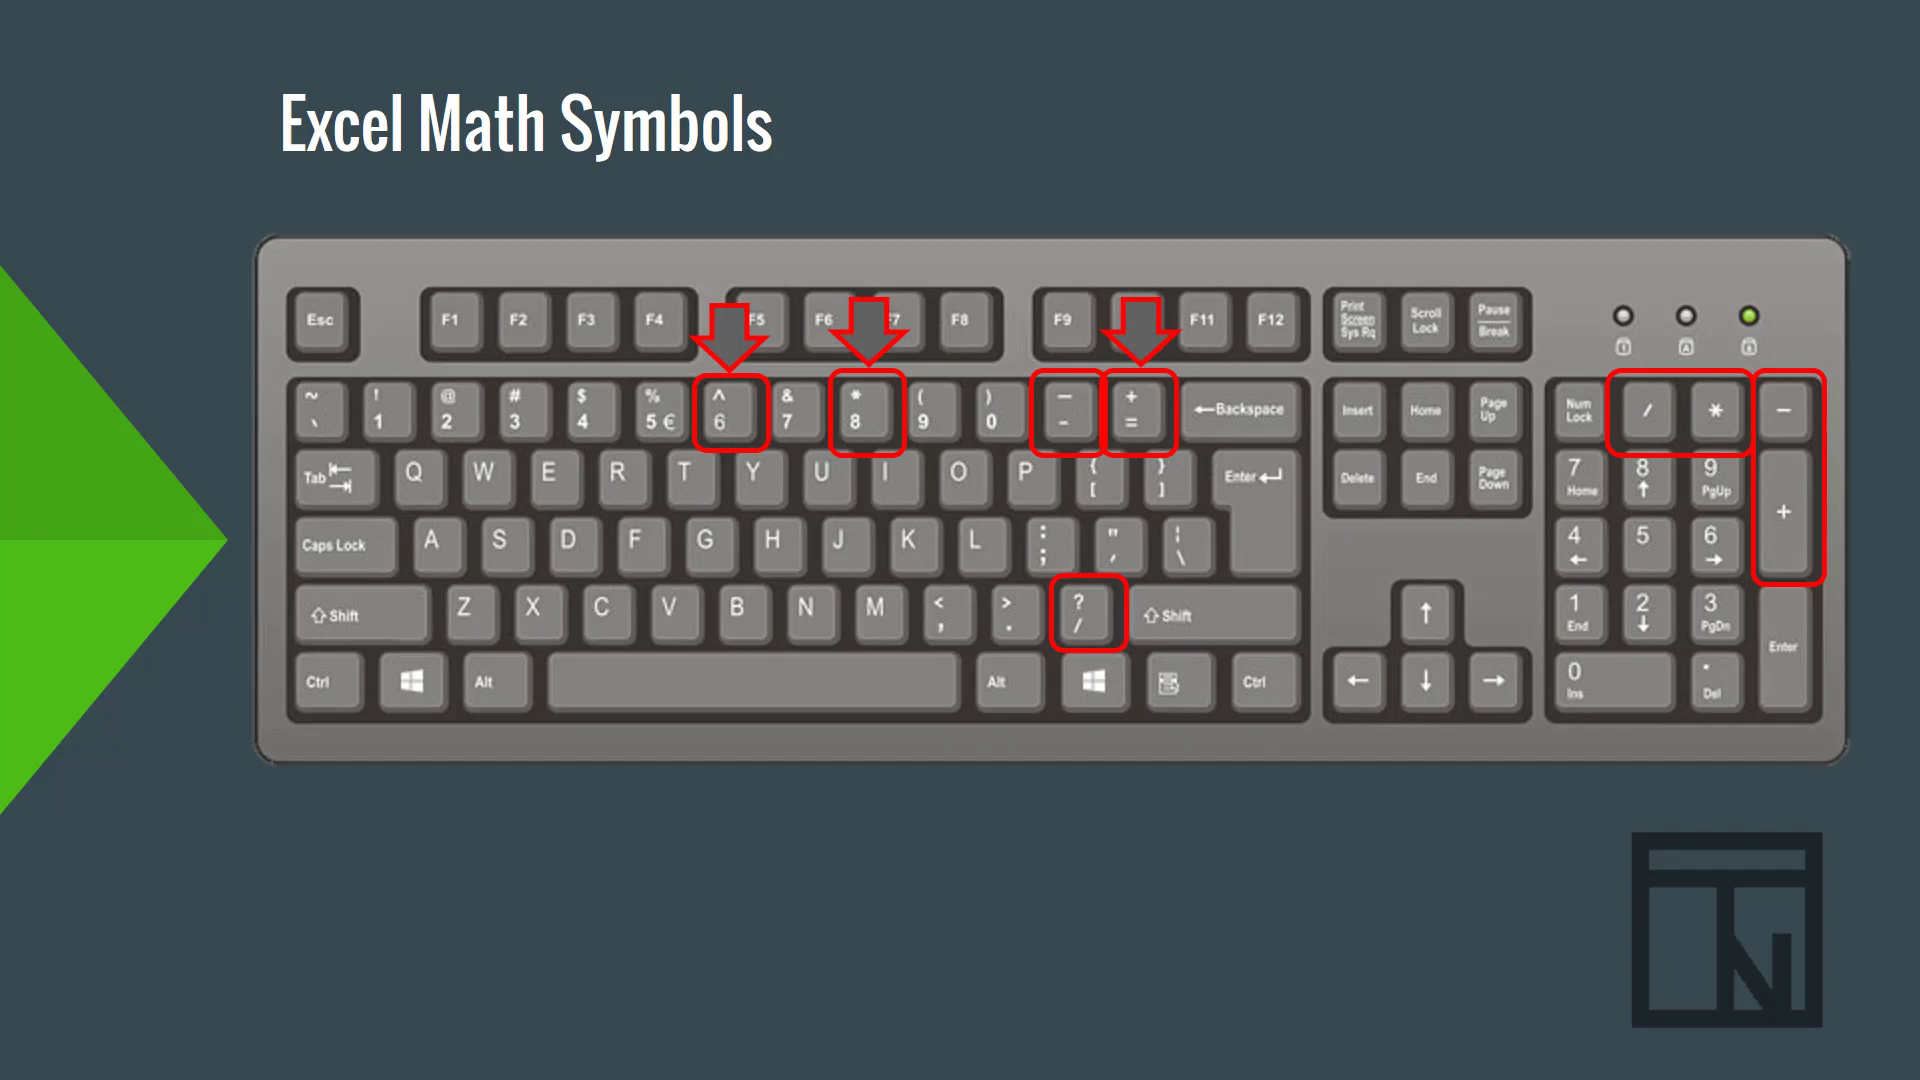 Excel Math Symbols
Esc F1 F2 F3 F4 F5 F6 F7 F8 F9 F11 F12 Print Screen Sys Rq Scroll Lock Pause Break
~ ! @ # $ % ^ & * ( ) — +
` 1 2 3 4 5 € 6 7 8 9 0 - = ←Backspace Insert Home Page Up Num Lock / * −
Tab Q W E R T Y U I O P { [ } ] Enter Delete End Page Down 7 Home 8 ↑ 9 PgUp +
Caps Lock A S D F G H J K L : ; " ' ¦ \ 4 ← 5 6 →
Shift Z X C V B N M < , > . ? / Shift ↑ 1 End 2 ↓ 3 PgDn Enter
Ctrl Alt Alt Ctrl ← ↓ → 0 Ins . Del
TN